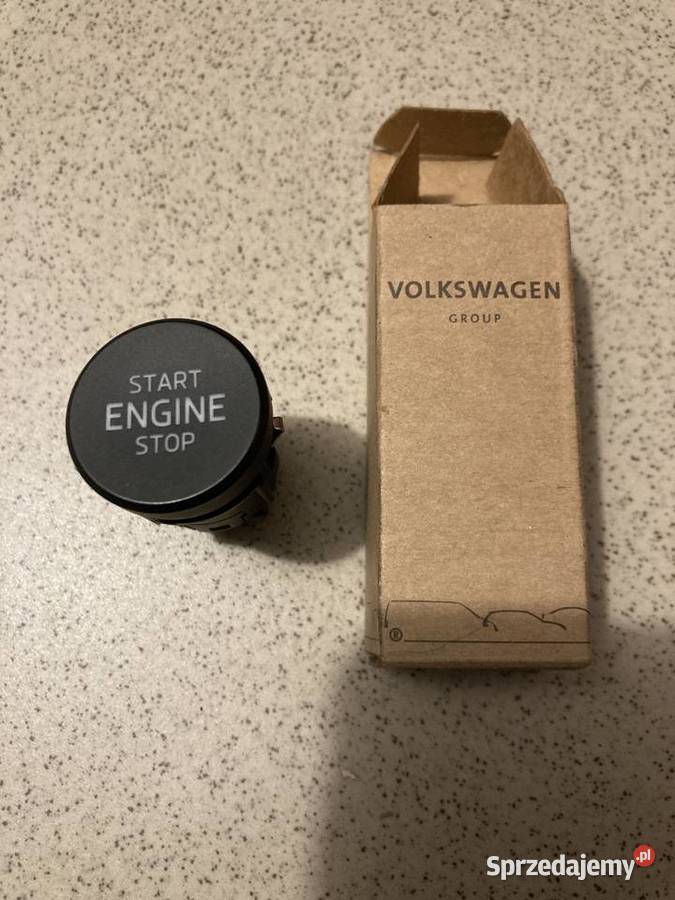 START
ENGINE
STOP
VOLKSWAGEN
GROUP
®
Sprzedajemy.pl